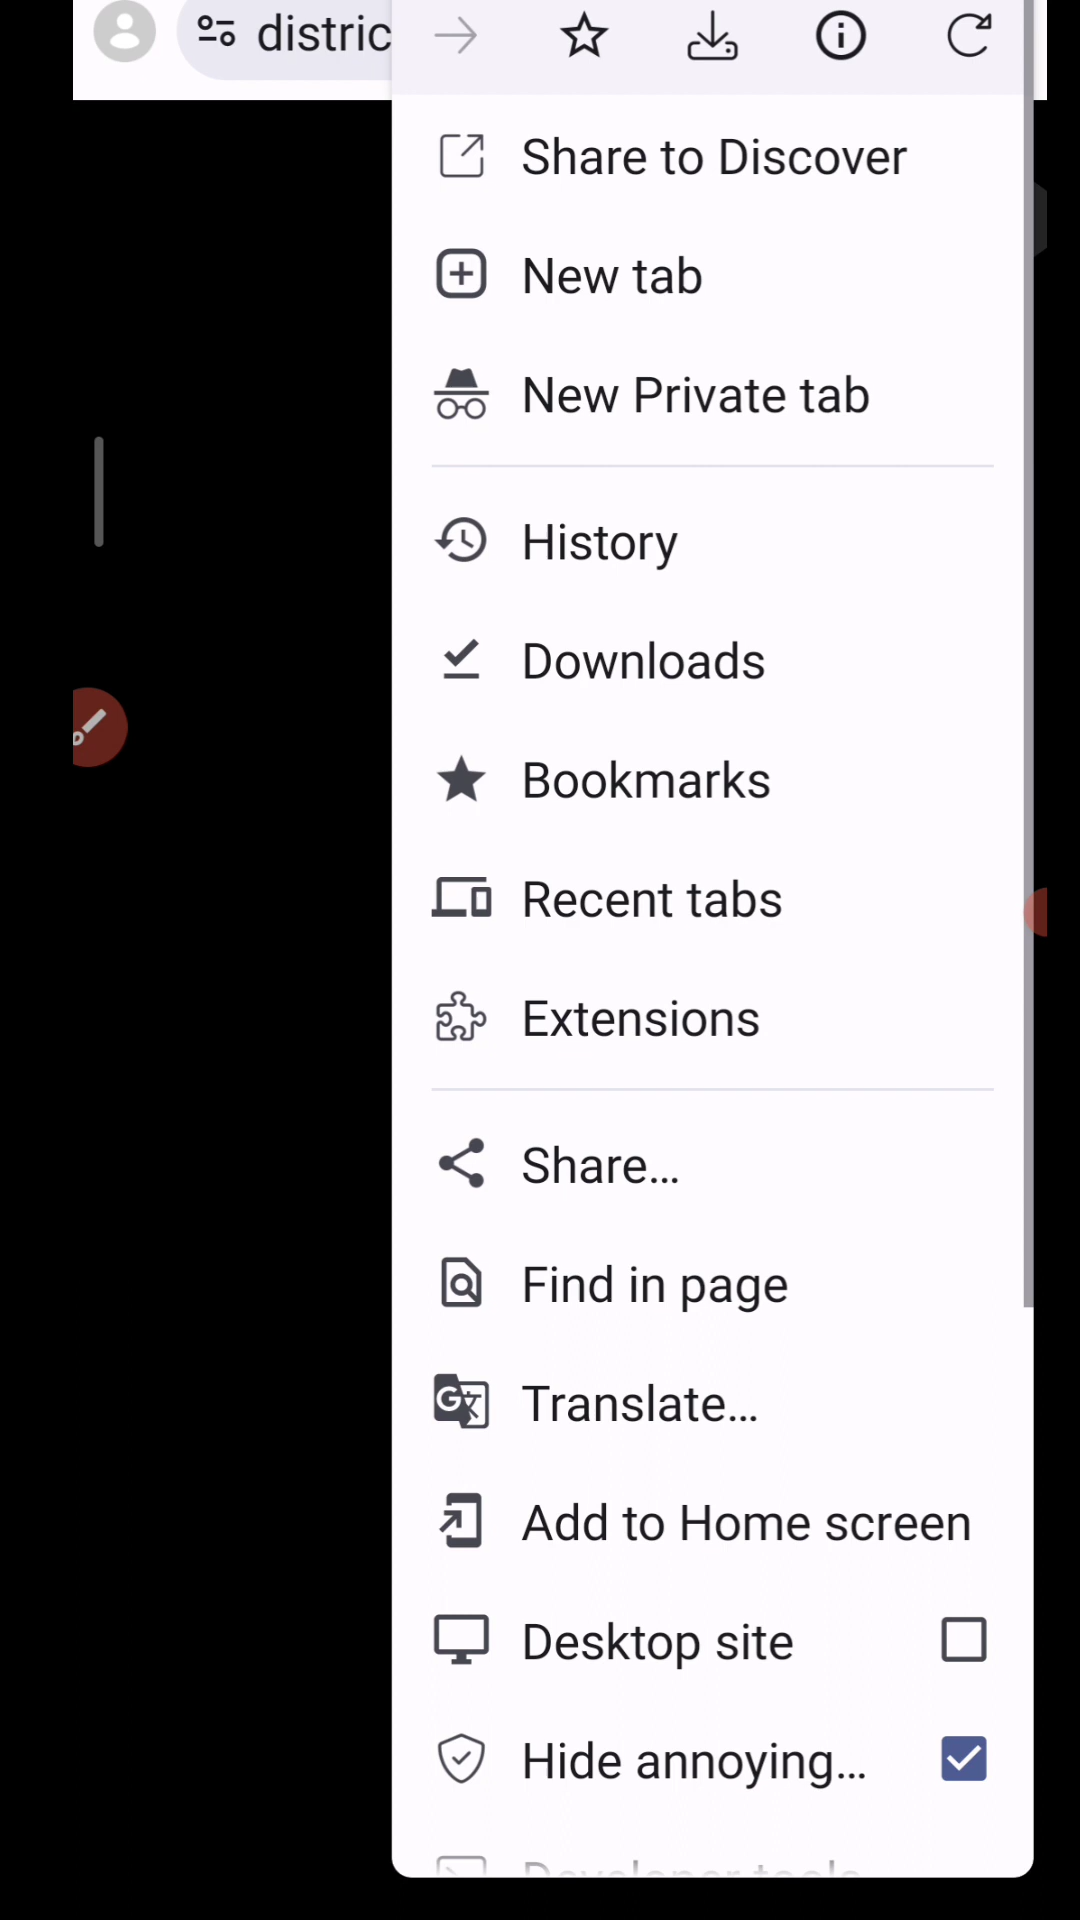 distric
Share to Discover
New tab
New Private tab
History
Downloads
Bookmarks
Recent tabs
Extensions
Share...
Find in page
Translate...
Add to Home screen
Desktop site
Hide annoying...